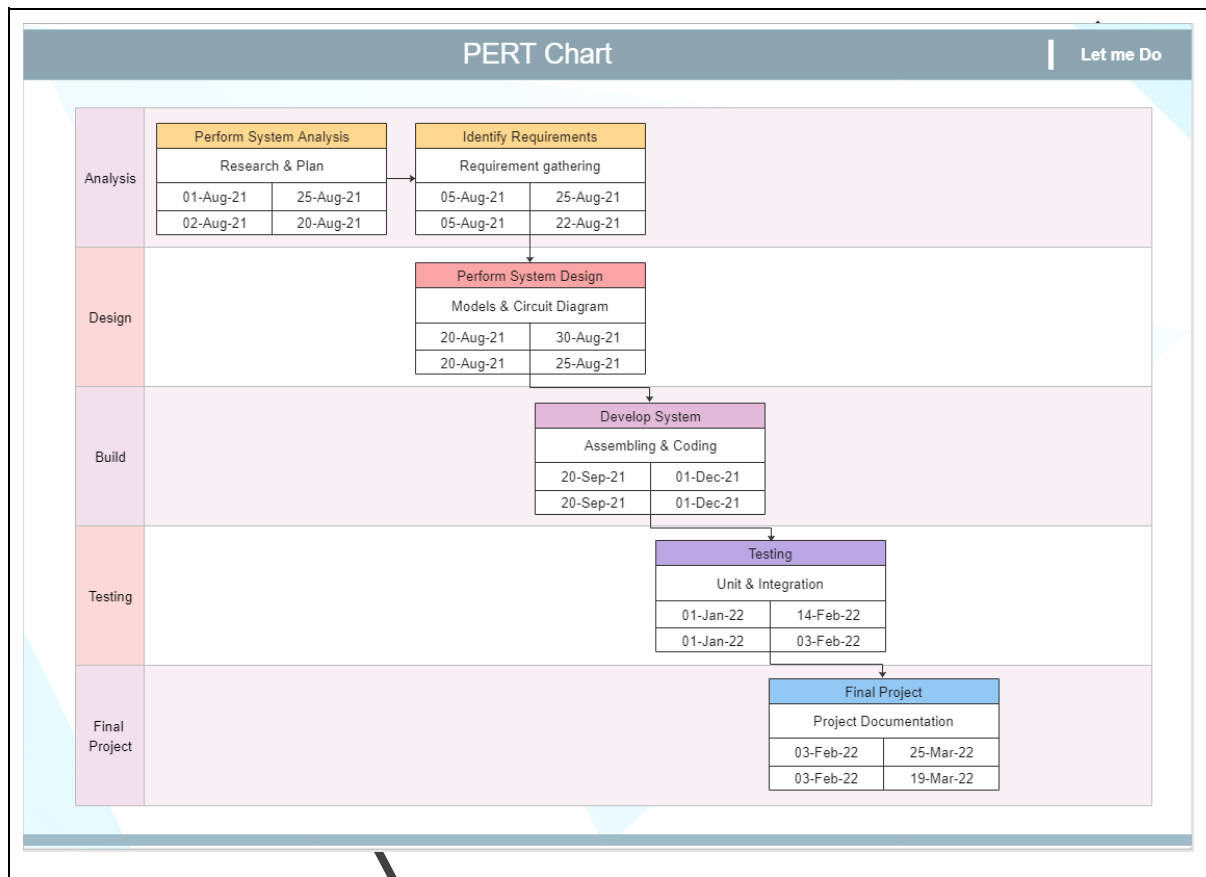 PERT Chart
Let me Do
Analysis
Perform System Analysis
Research & Plan
01-Aug-21 25-Aug-21
02-Aug-21 20-Aug-21
Identify Requirements
Requirement gathering
05-Aug-21 25-Aug-21
05-Aug-21 22-Aug-21
Design
Perform System Design
Models & Circuit Diagram
20-Aug-21 30-Aug-21
20-Aug-21 25-Aug-21
Build
Develop System
Assembling & Coding
20-Sep-21 01-Dec-21
20-Sep-21 01-Dec-21
Testing
Testing
Unit & Integration
01-Jan-22 14-Feb-22
01-Jan-22 03-Feb-22
Final
Project
Final Project
Project Documentation
03-Feb-22 25-Mar-22
03-Feb-22 19-Mar-22